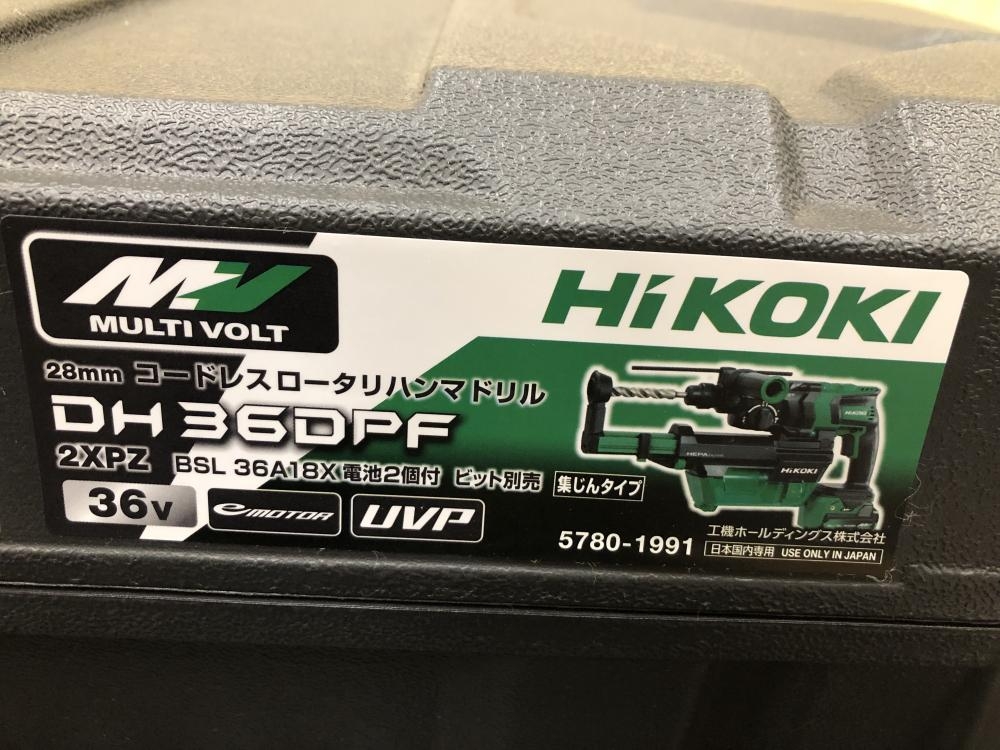 MV
MULTI VOLT
HiKOKI
28mm コードレスロータリハンマドリル
DH 36DPF
2XPZ BSL 36A18X 電池2個付 ビット別売
36V eMOTOR UVP
集じんタイプ
HiKOKI
HiKOKI
5780-1991
工機ホールディングス株式会社
日本国内専用 USE ONLY IN JAPAN